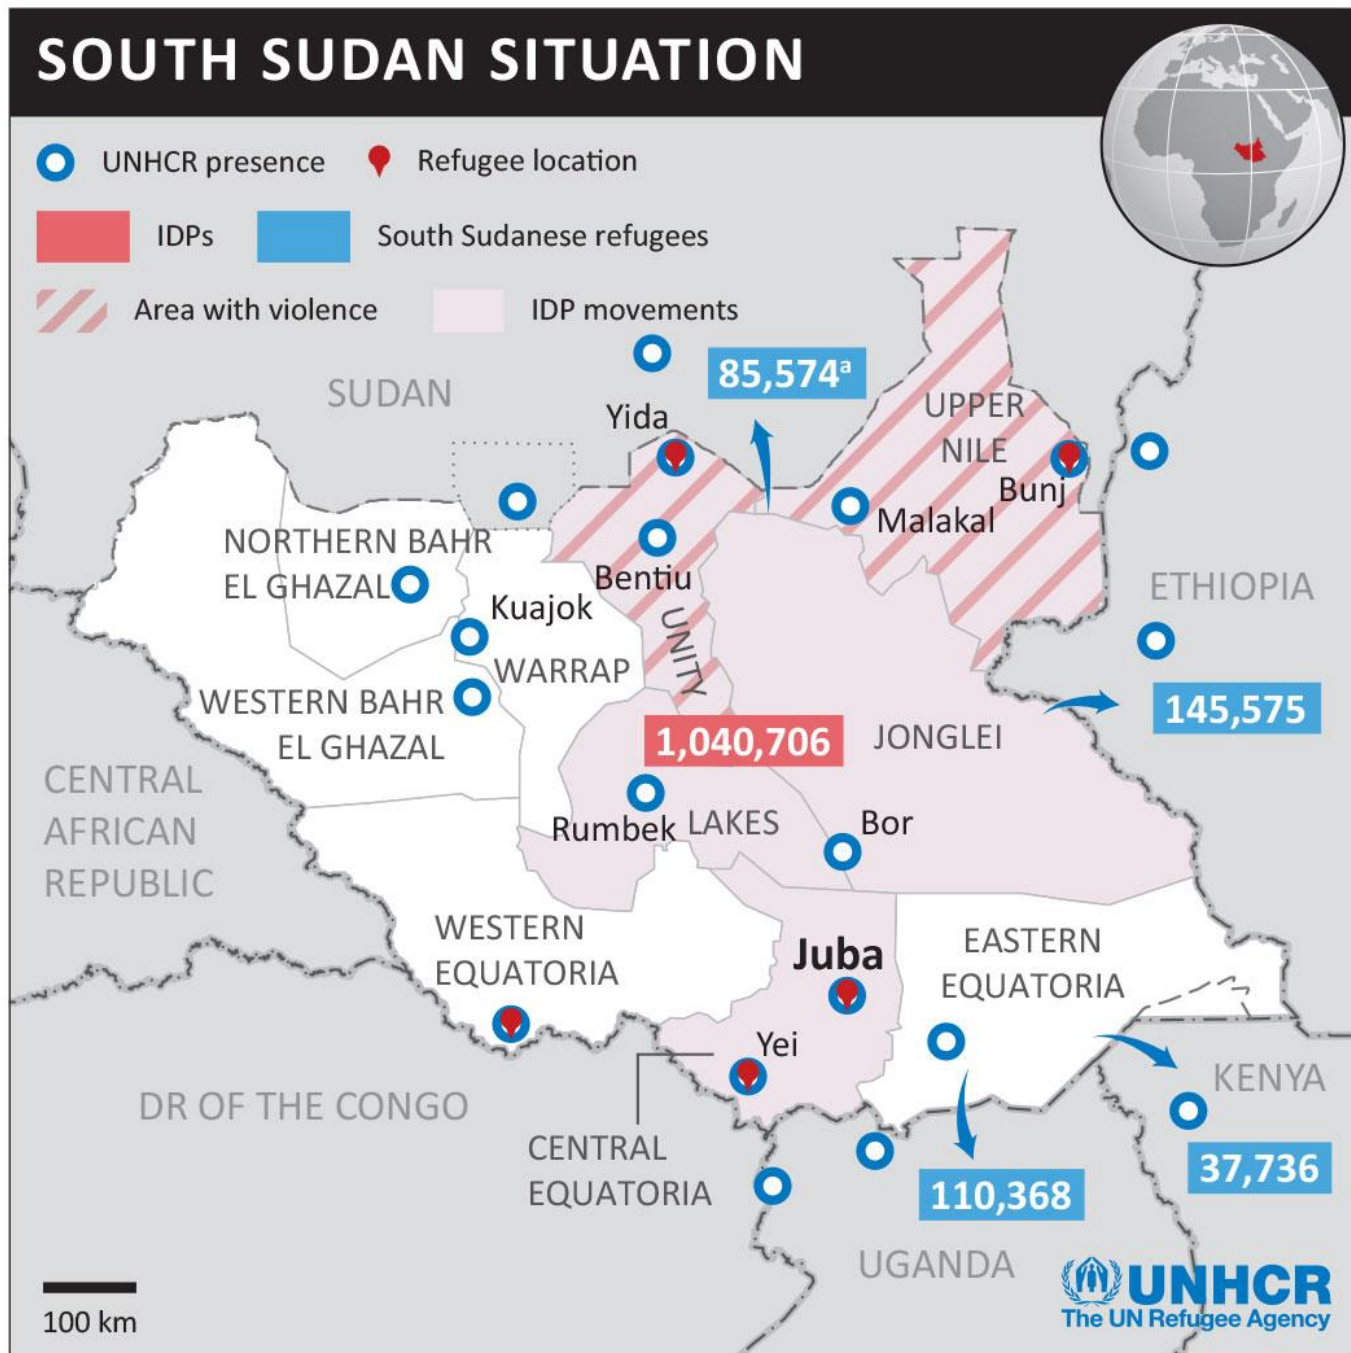 SOUTH SUDAN SITUATION
UNHCR presence
Refugee location
IDPs
South Sudanese refugees
Area with violence
IDP movements
SUDAN
85,574ᵃ
Yida
UPPER
NILE
Bunj
Malakal
NORTHERN BAHR
EL GHAZAL
Bentiu
ETHIOPIA
Kuajok
UNITY
WARRAP
WESTERN BAHR
EL GHAZAL
145,575
1,040,706
JONGLEI
CENTRAL
AFRICAN
REPUBLIC
Rumbek
LAKES
Bor
WESTERN
EQUATORIA
Juba
EASTERN
EQUATORIA
Yei
KENYA
DR OF THE CONGO
CENTRAL
EQUATORIA
37,736
110,368
UGANDA
100 km
UNHCR
The UN Refugee Agency